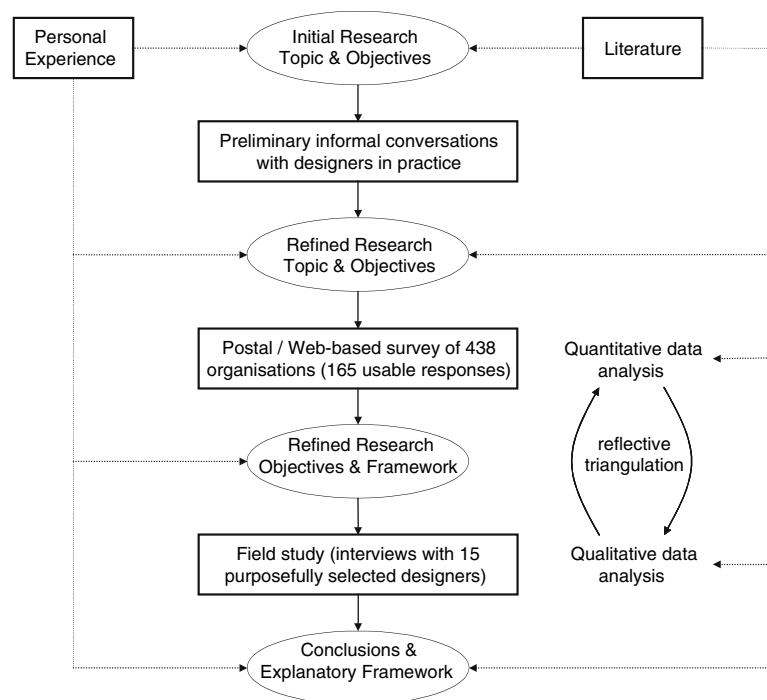 Personal
Experience
Initial Research
Topic & Objectives
Literature
Preliminary informal conversations
with designers in practice
Refined Research
Topic & Objectives
Postal / Web-based survey of 438
organisations (165 usable responses)
Quantitative data
analysis
reflective
triangulation
Refined Research
Objectives & Framework
Field study (interviews with 15
purposefully selected designers)
Qualitative data
analysis
Conclusions &
Explanatory Framework